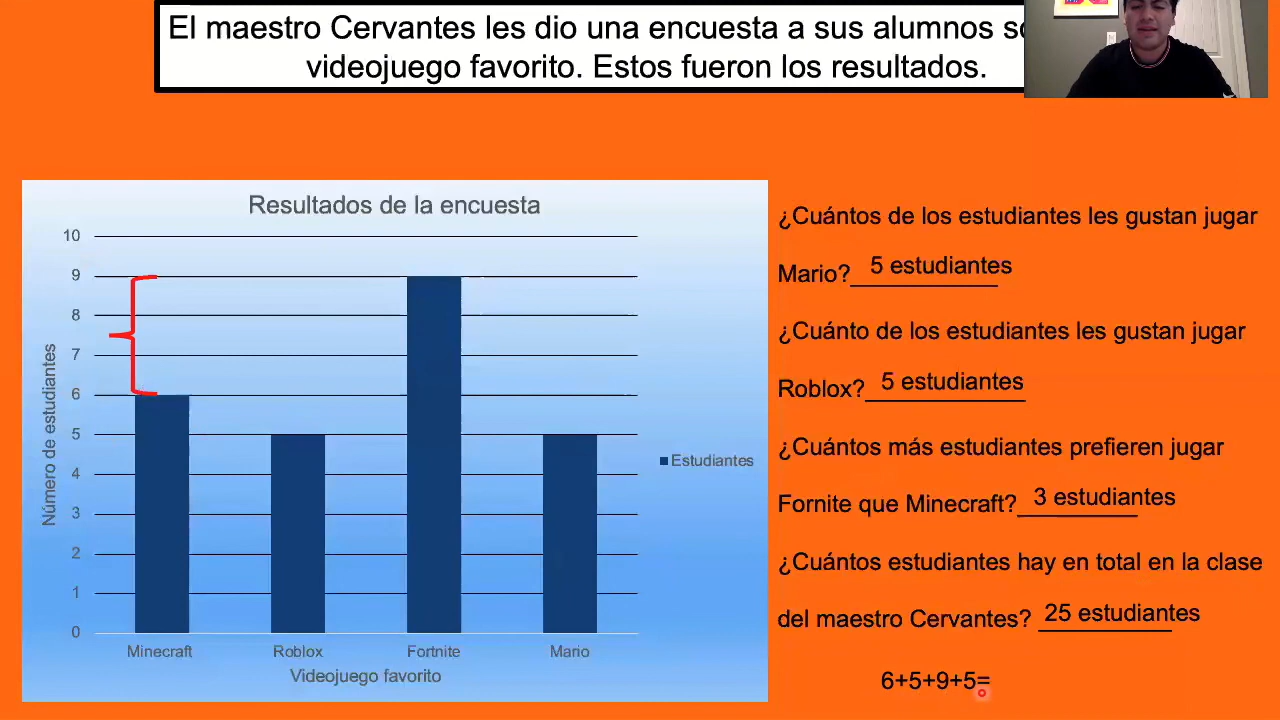 El maestro Cervantes les dio una encuesta a sus alumnos
videojuego favorito. Estos fueron los resultados.
Resultados de la encuesta
10
9
8
7
6
5
4
3
2
1
0
Número de estudiantes
Minecraft Roblox Fortnite Mario
Videojuego favorito
Estudiantes
¿Cuántos de los estudiantes les gustan jugar
Mario? 5 estudiantes
¿Cuánto de los estudiantes les gustan jugar
Roblox? 5 estudiantes
¿Cuántos más estudiantes prefieren jugar
Fornite que Minecraft? 3 estudiantes
¿Cuántos estudiantes hay en total en la clase
del maestro Cervantes? 25 estudiantes
6+5+9+5=